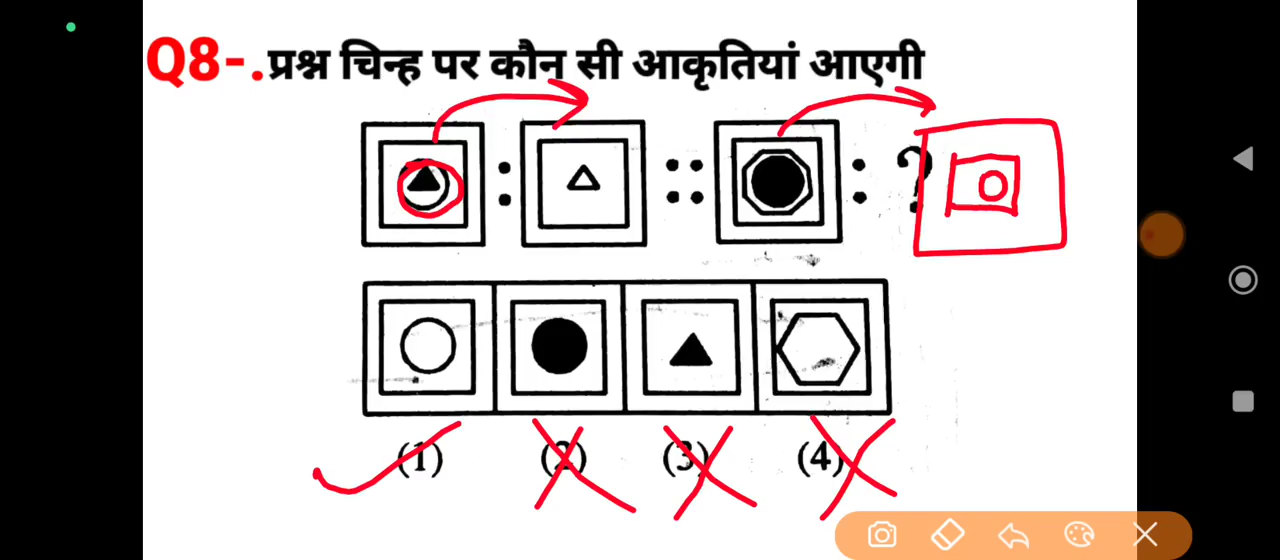 Q8-.प्रश्न चिन्ह पर कौन सी आकृतियां आएगी
: :: : ?
(1) (2) (3) (4)